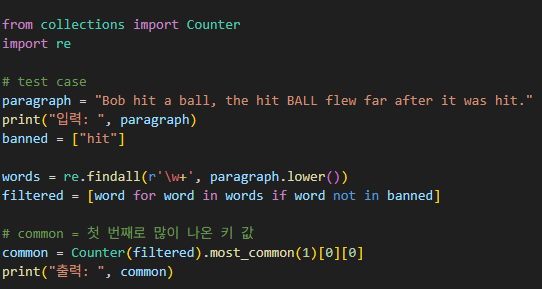 from collections import Counter
import re
# test case
paragraph = "Bob hit a ball, the hit BALL flew far after it was hit."
print("입력: ", paragraph)
banned = ["hit"]
words = re.findall(r'\w+', paragraph.lower())
filtered = [word for word in words if word not in banned]
# common = 첫 번째로 많이 나온 키 값
common = Counter(filtered).most_common(1)[0][0]
print("출력: ", common)